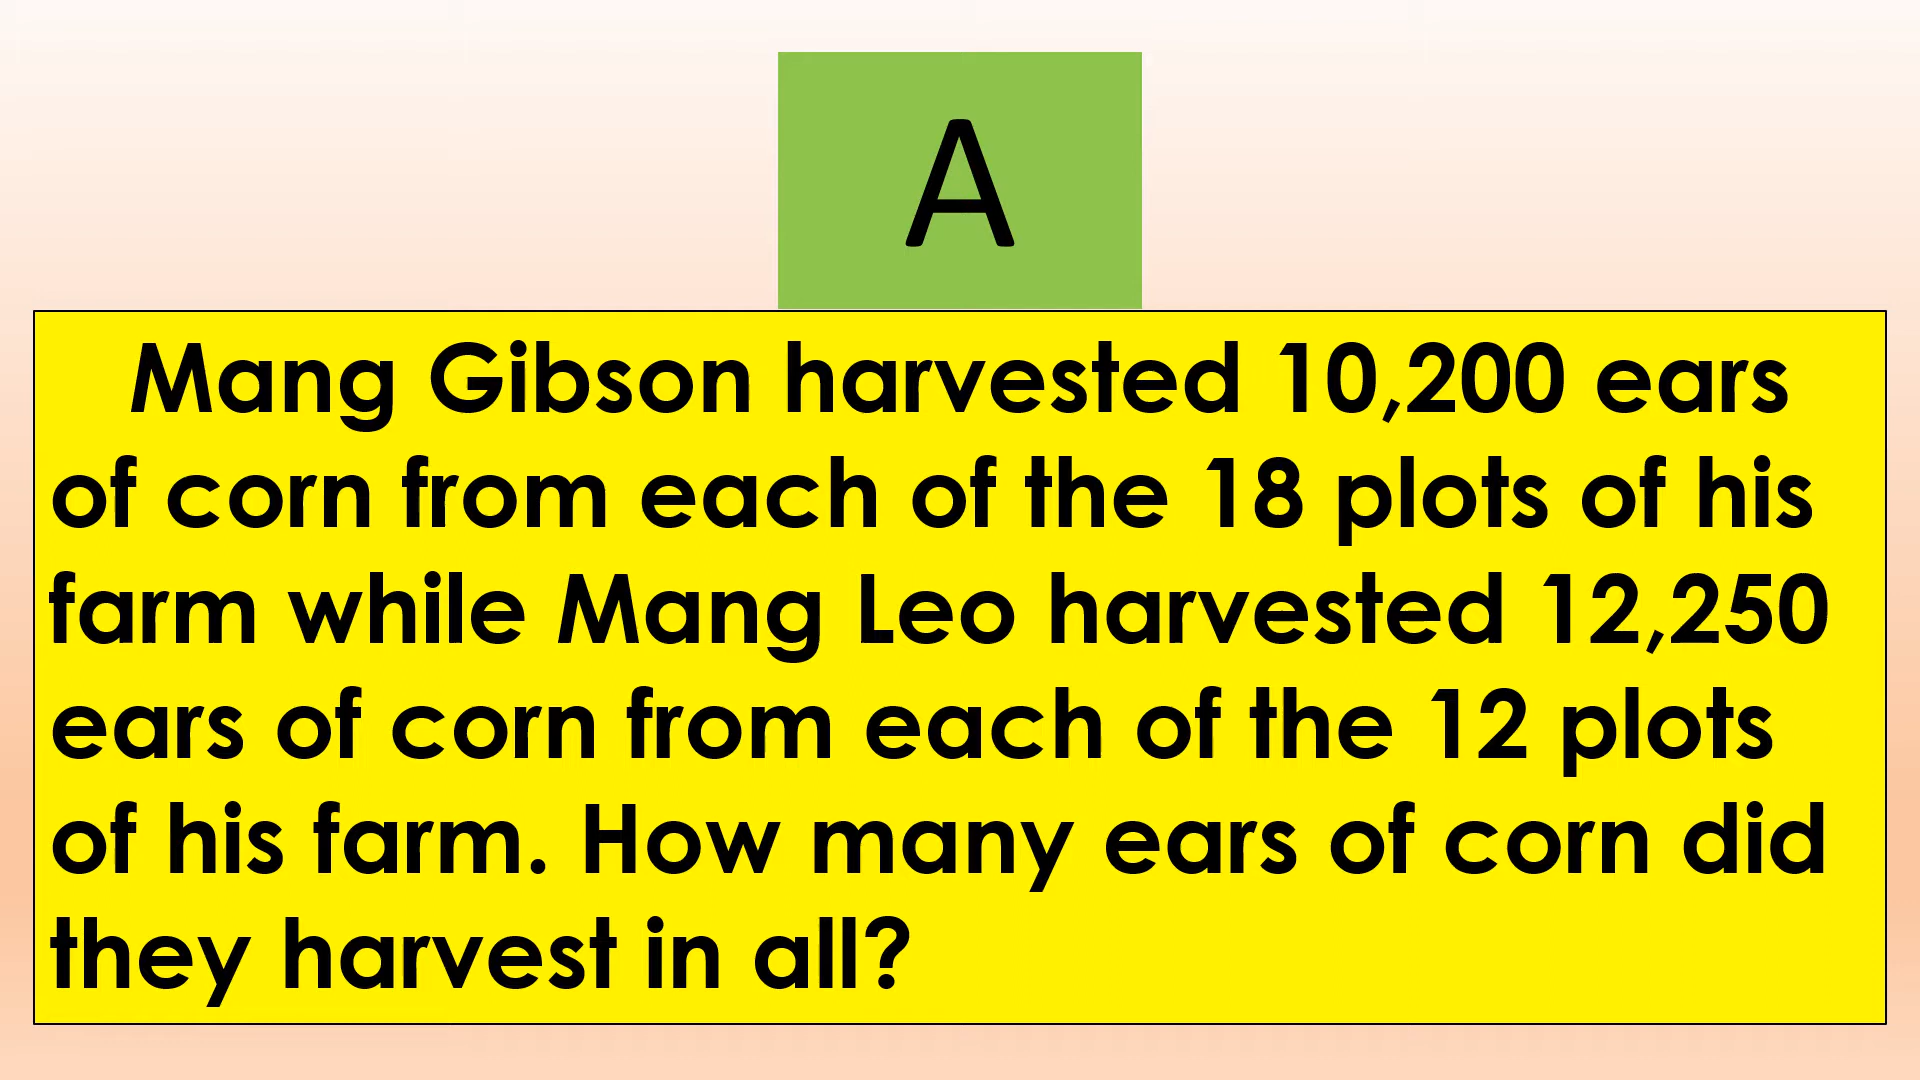 A
Mang Gibson harvested 10,200 ears
of corn from each of the 18 plots of his
farm while Mang Leo harvested 12,250
ears of corn from each of the 12 plots
of his farm. How many ears of corn did
they harvest in all?